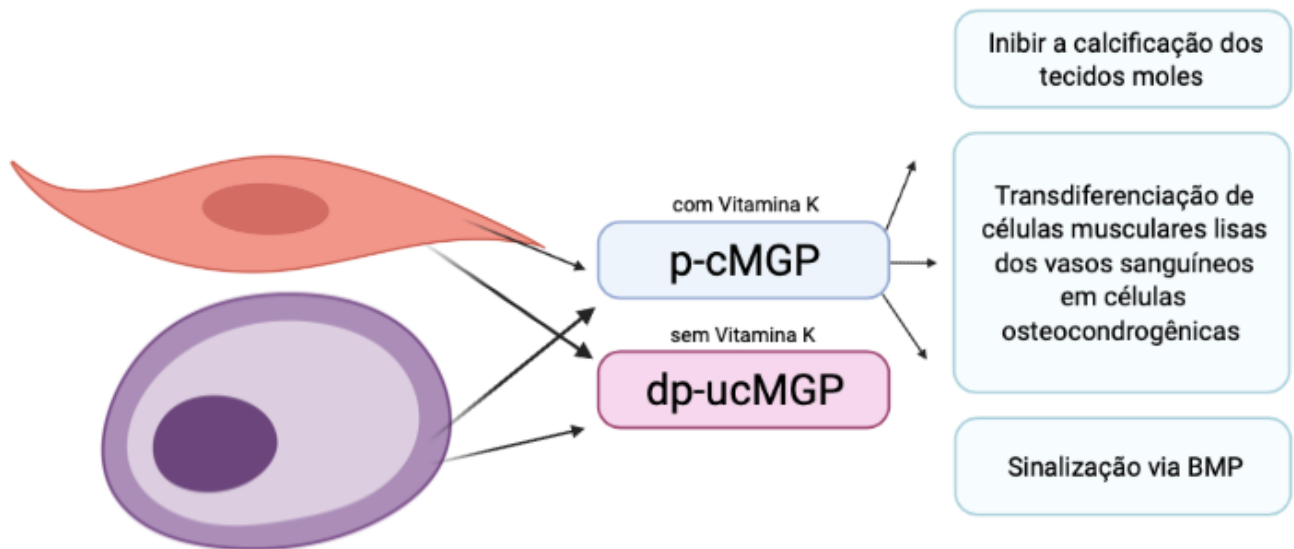 Inibir a calcificação dos
tecidos moles
com Vitamina K
p-cMGP
Transdiferenciação de
células musculares lisas
dos vasos sanguíneos
em células
osteocondrogênicas
sem Vitamina K
dp-ucMGP
Sinalização via BMP